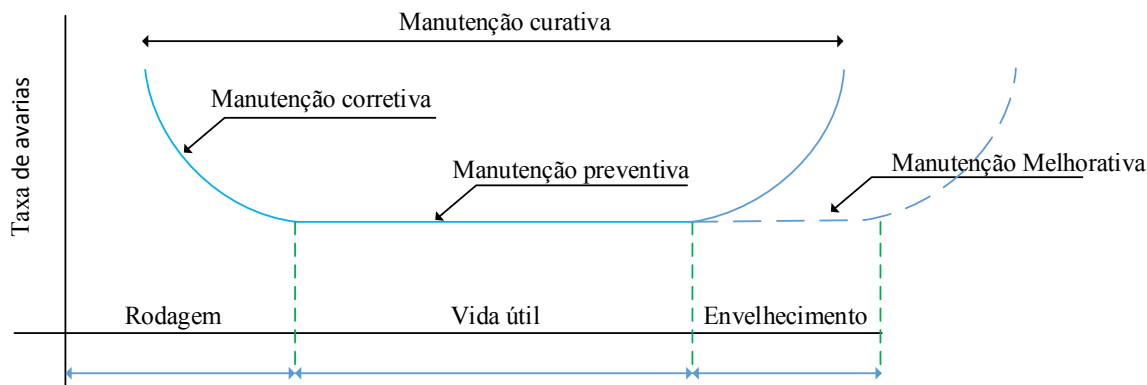 Manutenção curativa
Manutenção corretiva
Manutenção preventiva
Manutenção Melhorativa
Taxa de avarias
Rodagem
Vida útil
Envelhecimento